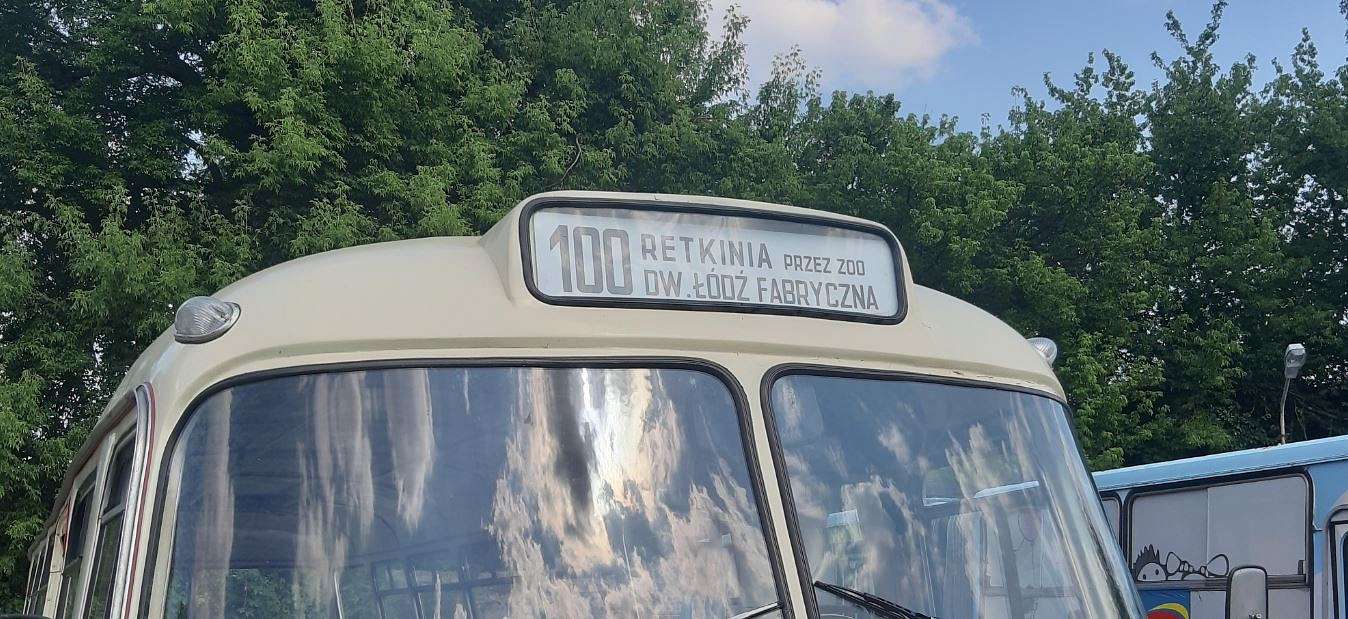 100 RETKINIA PRZEZ ZOO
DW. ŁÓDŹ FABRYCZNA